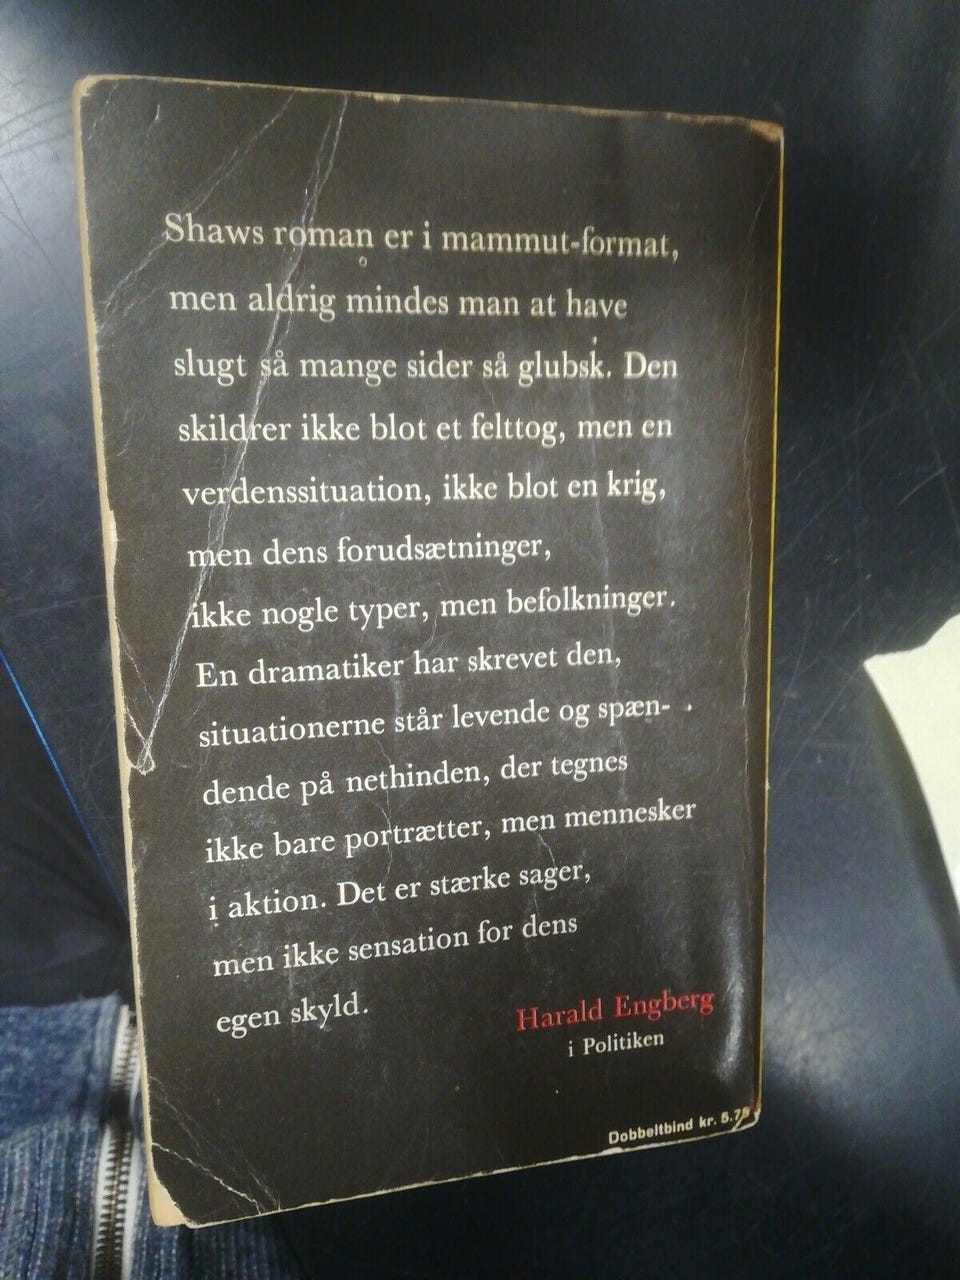 Shaws roman er i mammut-format,
men aldrig mindes man at have
slugt så mange sider så glubsk. Den
skildrer ikke blot et felttog, men en
verdenssituation, ikke blot en krig,
men dens forudsætninger,
ikke nogle typer, men befolkninger.
En dramatiker har skrevet den,
situationerne står levende og spæn-
dende på nethinden, der tegnes
ikke bare portrætter, men mennesker
i aktion. Det er stærke sager,
men ikke sensation for dens
egen skyld.
Harald Engberg
i Politiken
Dobbeltbind kr. 5.75